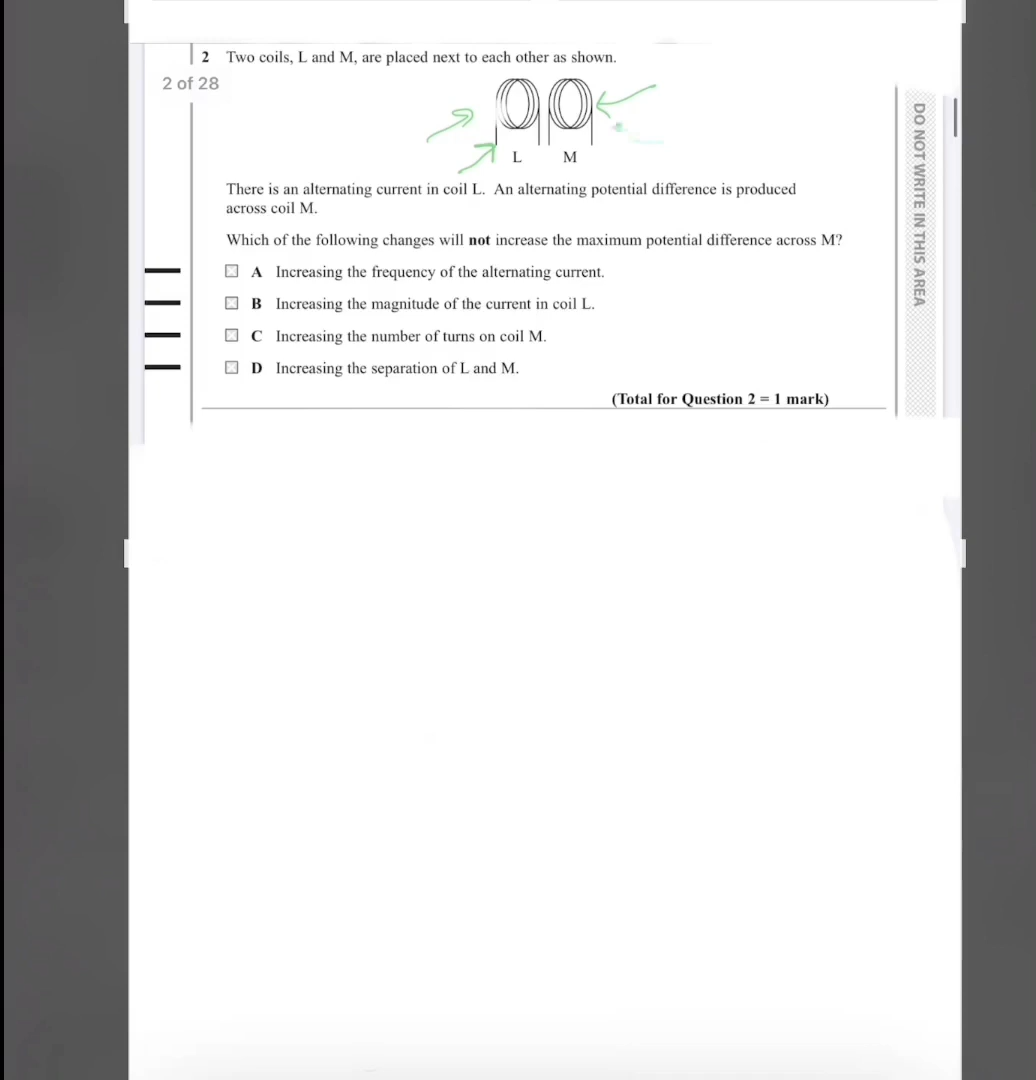 2 Two coils, L and M, are placed next to each other as shown.
2 of 28
L M
There is an alternating current in coil L. An alternating potential difference is produced
across coil M.
Which of the following changes will not increase the maximum potential difference across M?
A Increasing the frequency of the alternating current.
B Increasing the magnitude of the current in coil L.
C Increasing the number of turns on coil M.
D Increasing the separation of L and M.
(Total for Question 2 = 1 mark)
DO NOT WRITE IN THIS AREA